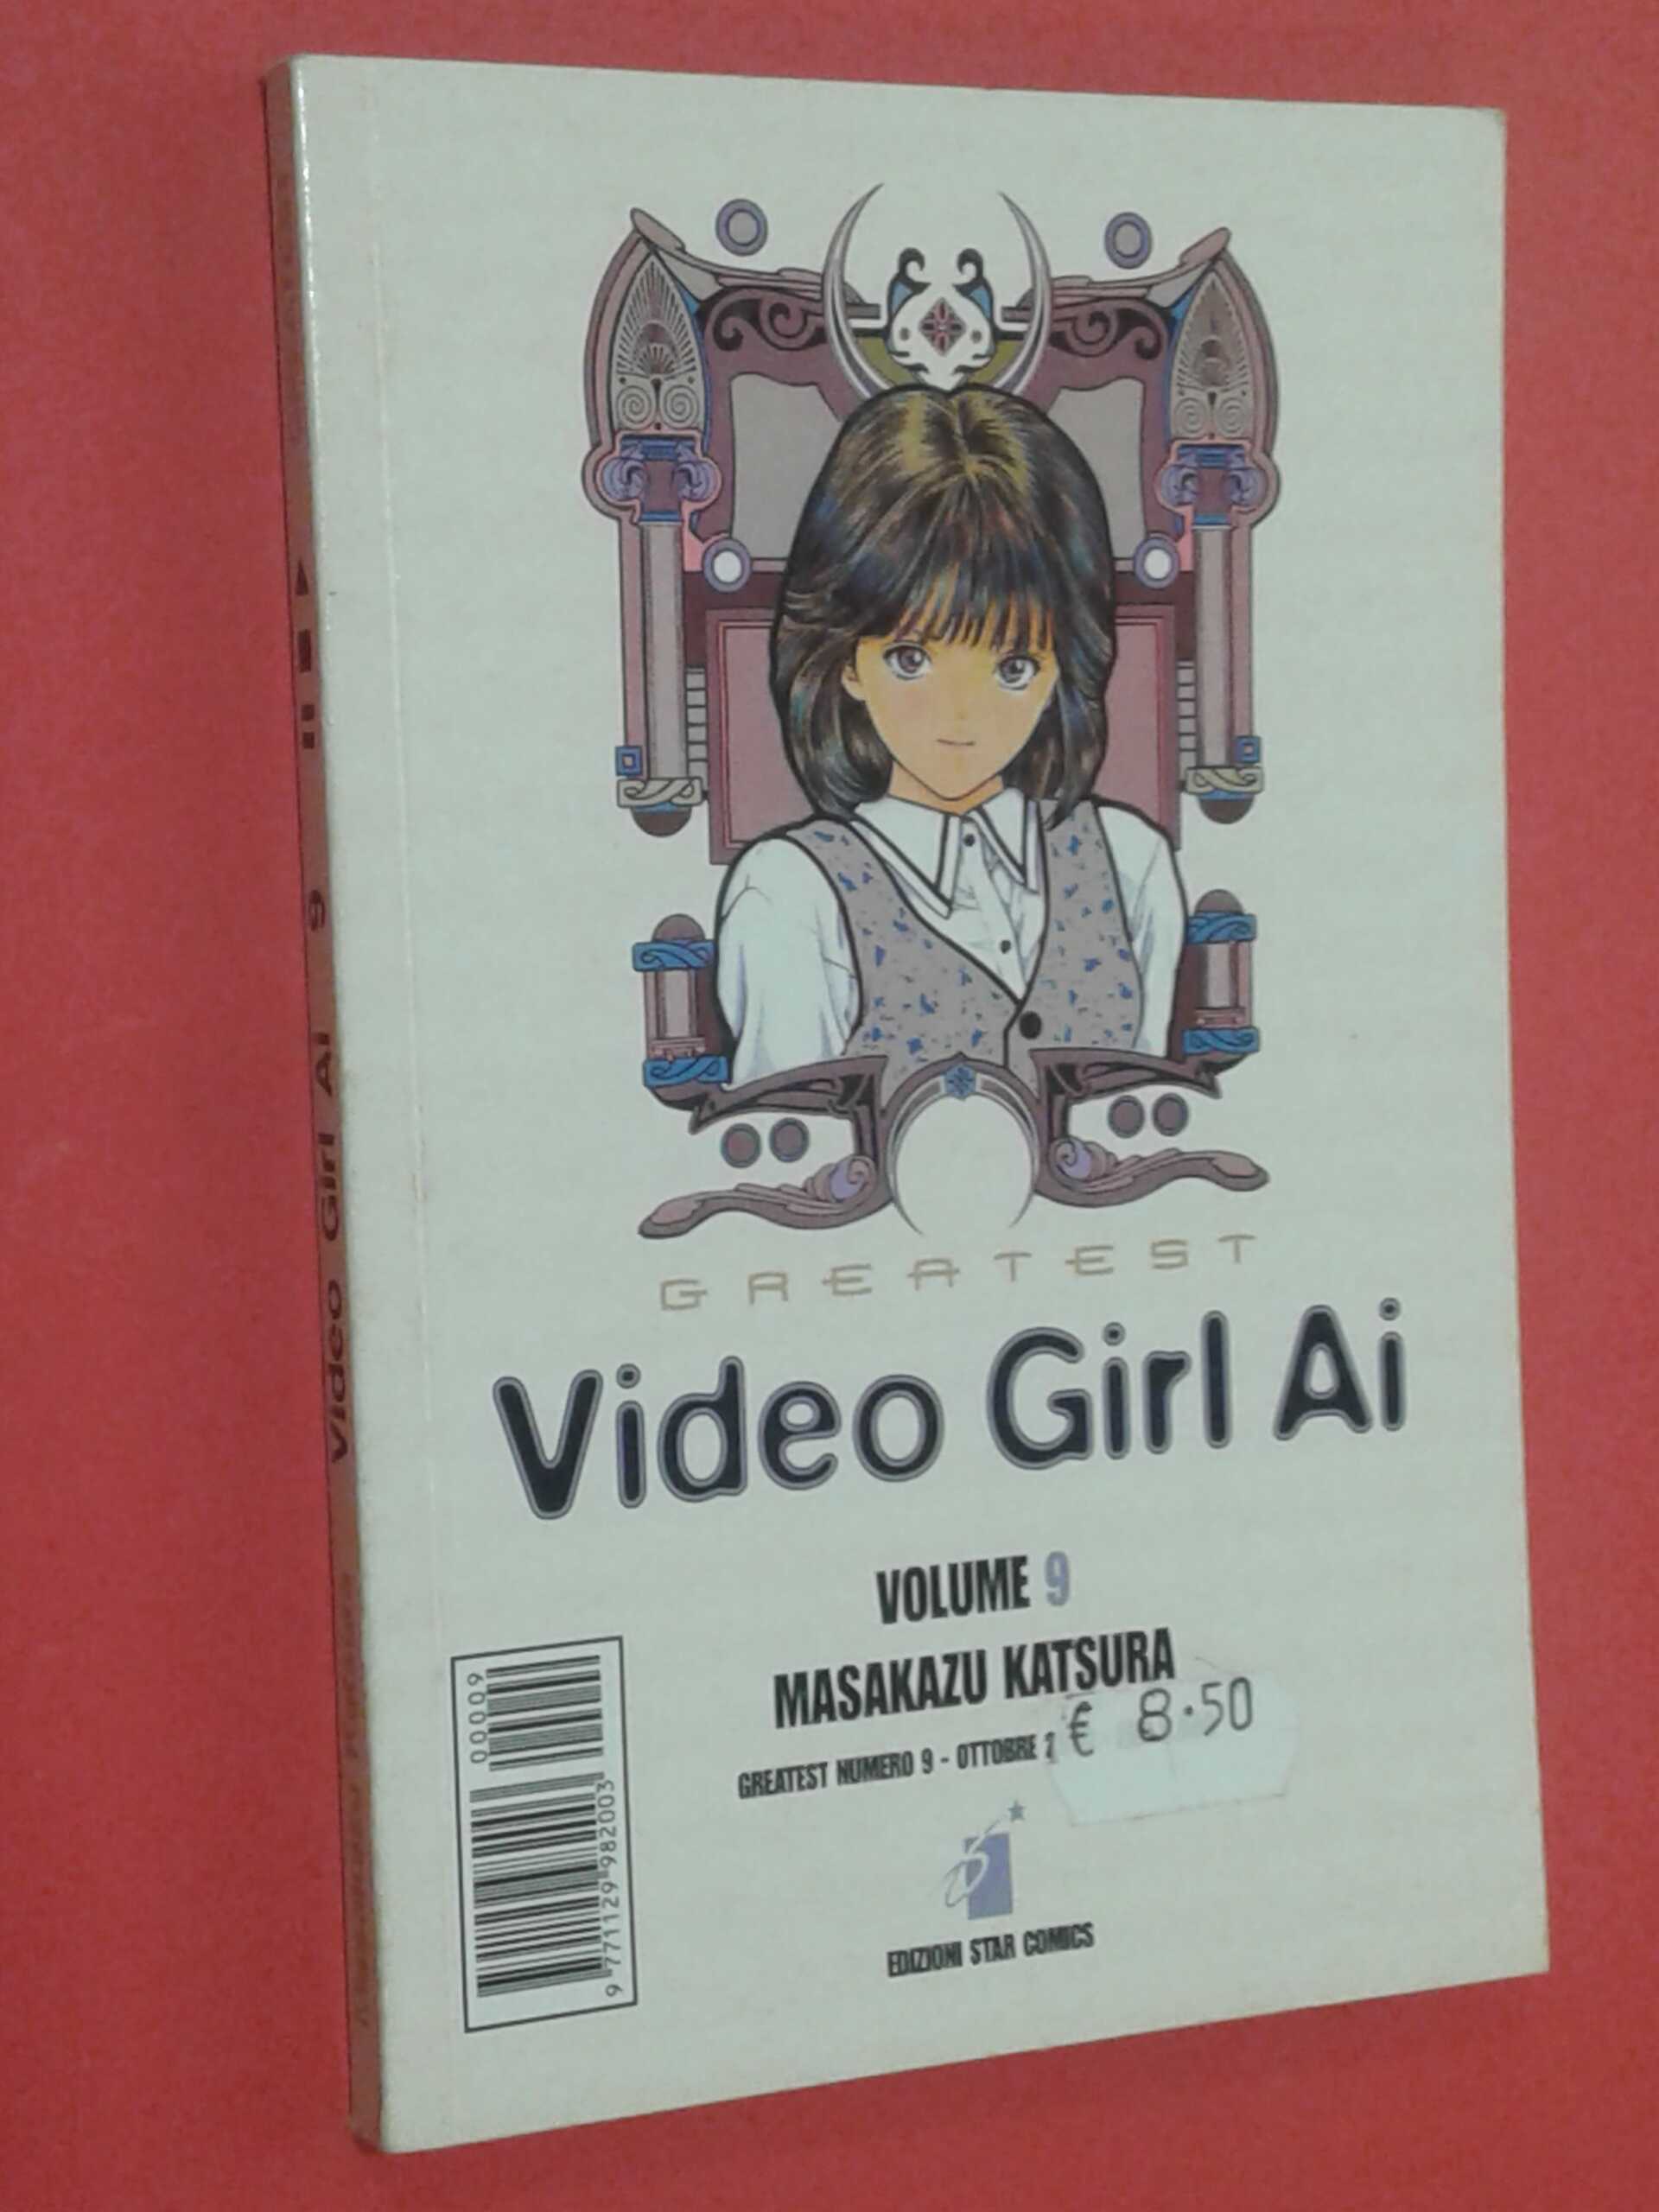 GREATEST
Video Girl Ai
VOLUME 9
MASAKAZU KATSURA
€ 8.50
GREATEST NUMERO 9 - OTTOBRE
EDIZIONI STAR COMICS
00009
9 771129 982003
Video Girl Ai 9